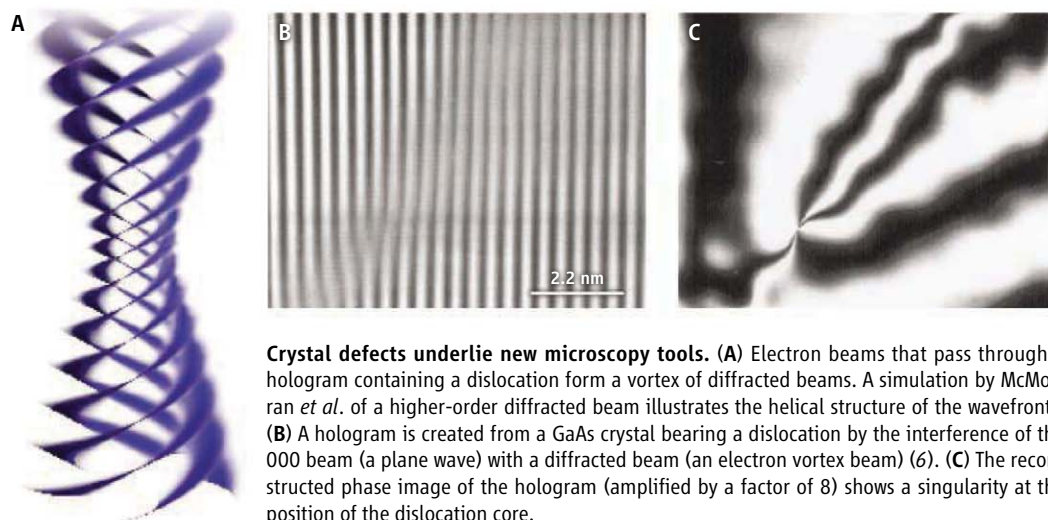 A
B
C
2.2 nm
Crystal defects underlie new microscopy tools. (A) Electron beams that pass through
hologram containing a dislocation form a vortex of diffracted beams. A simulation by McMo
ran et al. of a higher-order diffracted beam illustrates the helical structure of the wavefront
(B) A hologram is created from a GaAs crystal bearing a dislocation by the interference of th
000 beam (a plane wave) with a diffracted beam (an electron vortex beam) (6). (C) The recon
structed phase image of the hologram (amplified by a factor of 8) shows a singularity at th
position of the dislocation core.